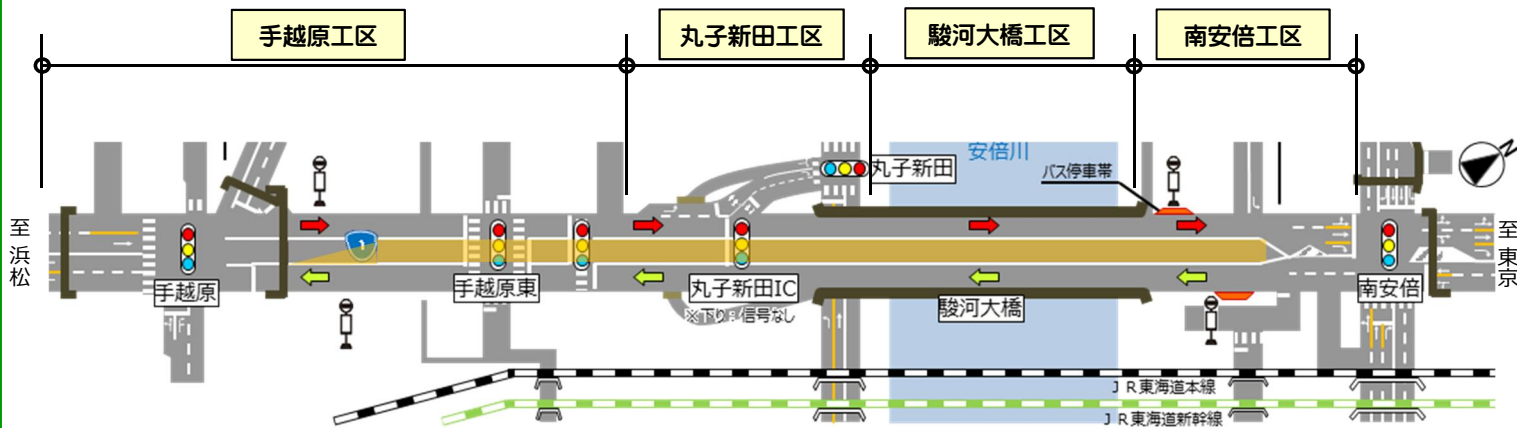 手越原工区
丸子新田工区
駿河大橋工区
南安倍工区
安倍川
丸子新田
バス停車帯
N
至 浜松
至 東京
1
手越原
手越原東
丸子新田IC
※下り:信号なし
駿河大橋
南安倍
JR東海道本線
JR東海道新幹線